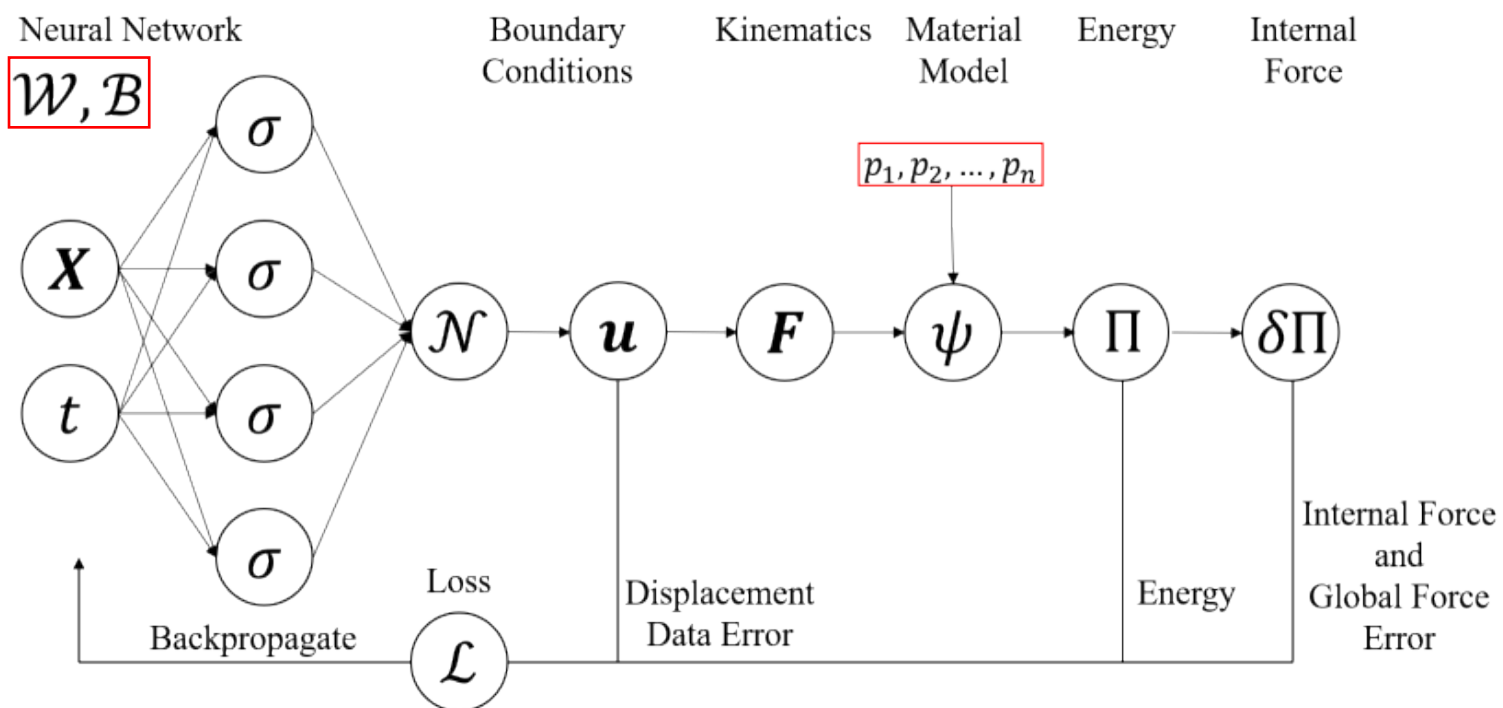 Neural Network
Boundary
Conditions
Kinematics
Material
Model
Energy
Internal
Force
𝒲, ℬ
σ
p₁, p₂, ..., pₙ
X
σ
𝒩
u
F
ψ
Π
δΠ
t
σ
σ
Internal Force
and
Global Force
Error
Loss
Displacement
Data Error
Energy
Backpropagate
ℒ